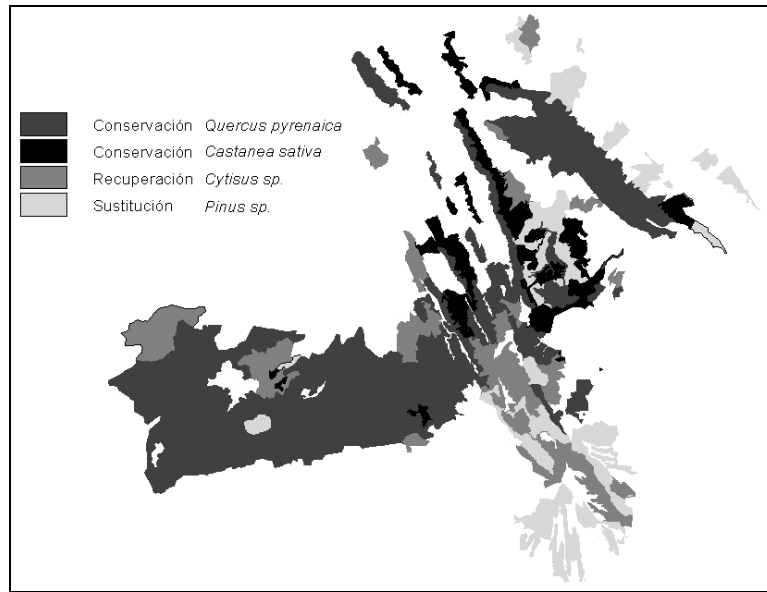 Conservación Quercus pyrenaica
Conservación Castanea sativa
Recuperación Cytisus sp.
Sustitución Pinus sp.